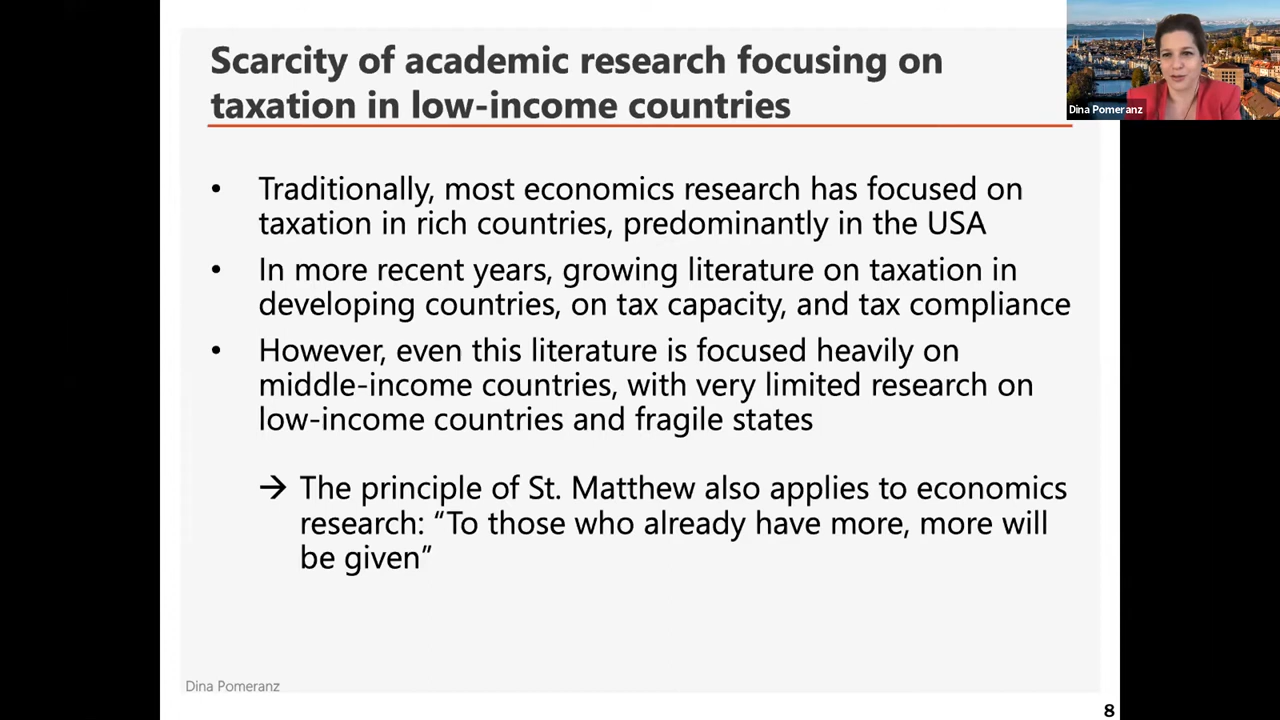 Scarcity of academic research focusing on
taxation in low-income countries
Dina Pomeranz
• Traditionally, most economics research has focused on
taxation in rich countries, predominantly in the USA
• In more recent years, growing literature on taxation in
developing countries, on tax capacity, and tax compliance
• However, even this literature is focused heavily on
middle-income countries, with very limited research on
low-income countries and fragile states
→ The principle of St. Matthew also applies to economics
research: “To those who already have more, more will
be given”
Dina Pomeranz
8